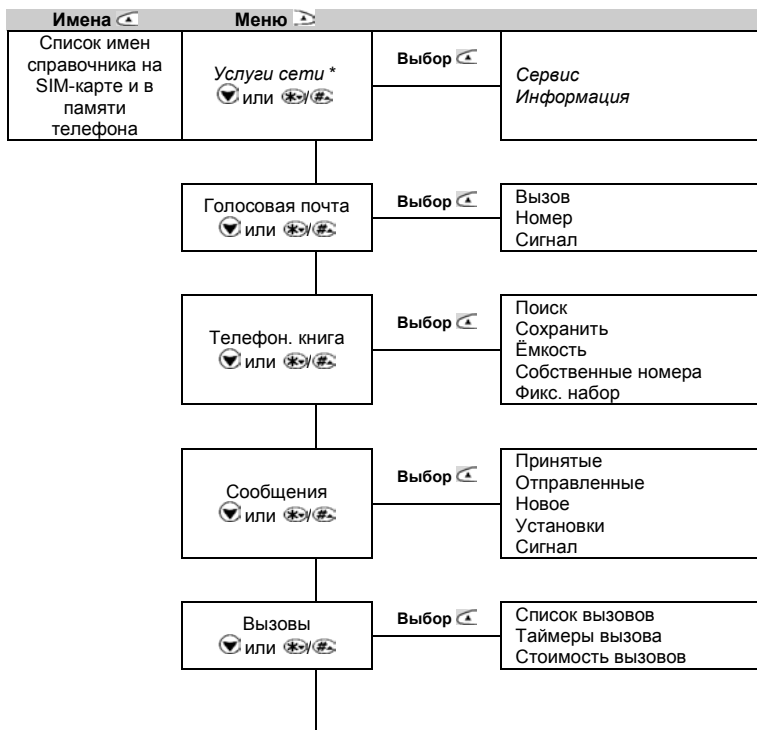 Имена Меню
Список имен
справочника на
SIM-карте и в
памяти
телефона
Услуги сети *
или */#
Выбор
Сервис
Информация
Голосовая почта
или */#
Выбор
Вызов
Номер
Сигнал
Телефон. книга
или */#
Выбор
Поиск
Сохранить
Ёмкость
Собственные номера
Фикс. набор
Сообщения
или */#
Выбор
Принятые
Отправленные
Новое
Установки
Сигнал
Вызовы
или */#
Выбор
Список вызовов
Таймеры вызова
Стоимость вызовов